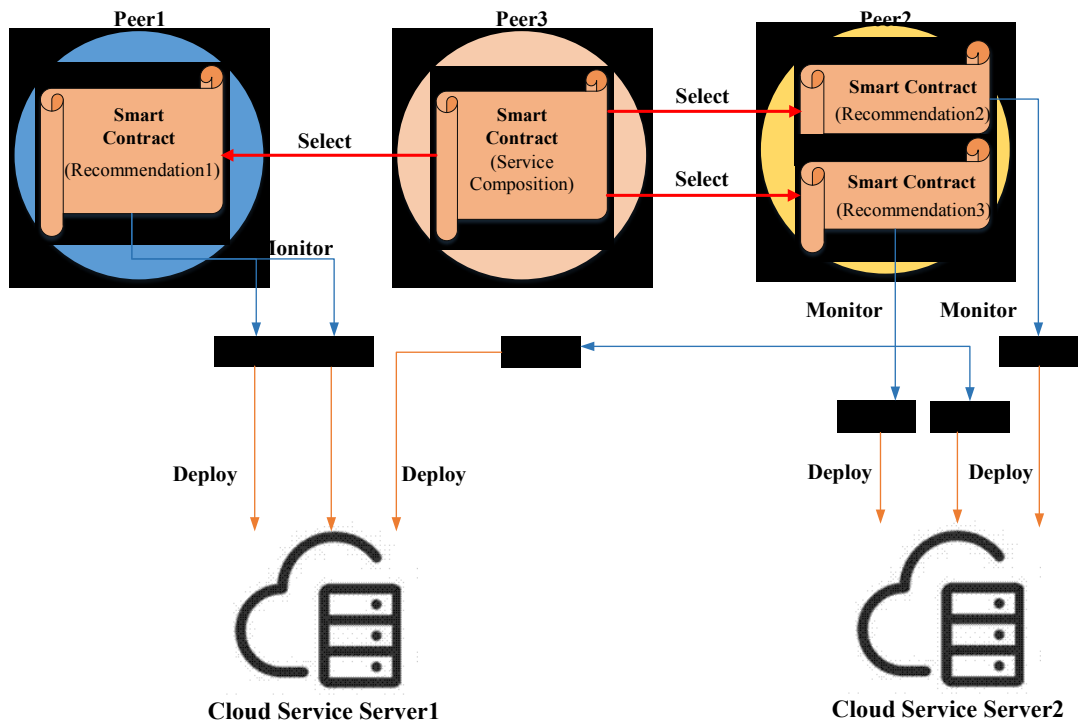 Peer1
Peer3
Peer2
Smart
Contract
(Recommendation1)
Select
Smart
Contract
(Service
Composition)
Select
Select
Smart Contract
(Recommendation2)
Smart Contract
(Recommendation3)
Monitor
Monitor
Monitor
Deploy
Deploy
Deploy
Deploy
Cloud Service Server1
Cloud Service Server2